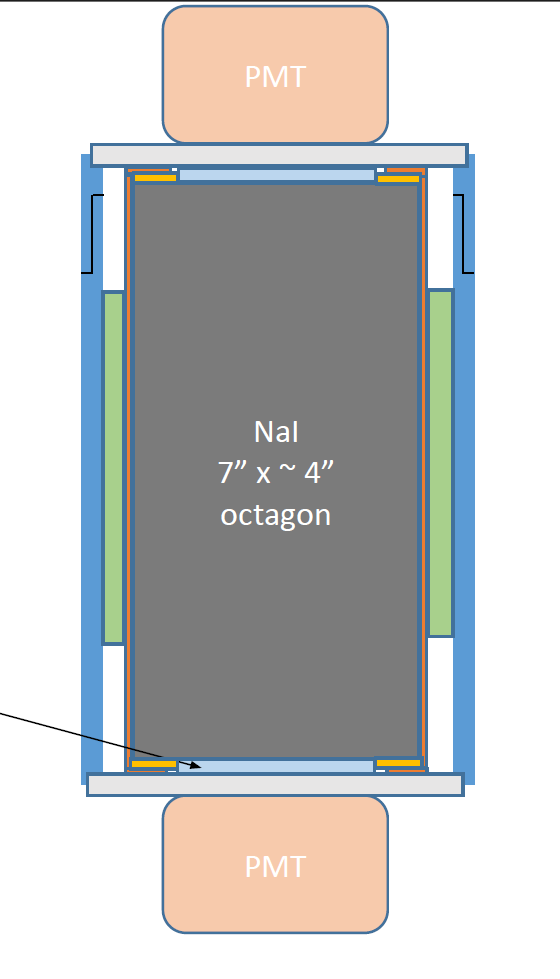 PMT
NaI
7” x ~ 4”
octagon
PMT